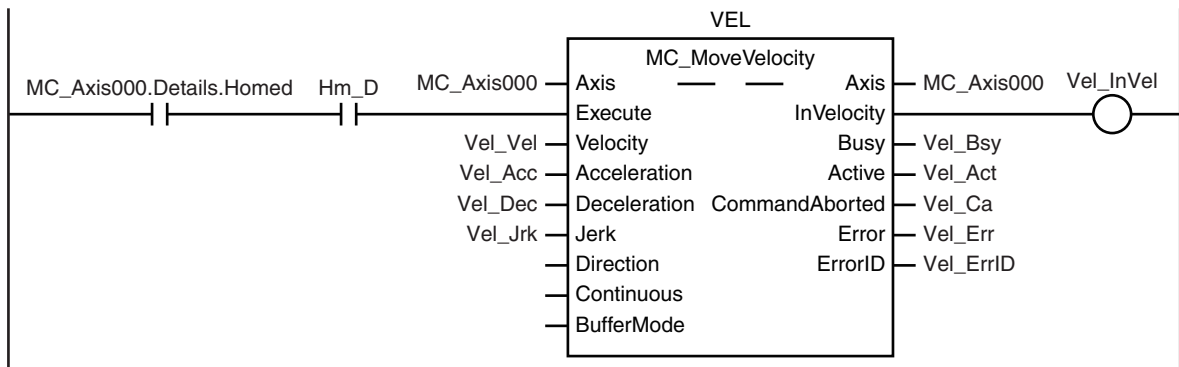 VEL
MC_MoveVelocity
MC_Axis000.Details.Homed Hm_D MC_Axis000 Axis Axis MC_Axis000 Vel_InVel
Execute InVelocity
Vel_Vel Velocity Busy Vel_Bsy
Vel_Acc Acceleration Active Vel_Act
Vel_Dec Deceleration CommandAborted Vel_Ca
Vel_Jrk Jerk Error Vel_Err
Direction ErrorID Vel_ErrID
Continuous
BufferMode